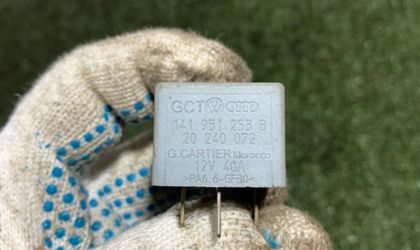 GCT
141 951 253 B
20 240 072
G.CARTIER Morocco
12V 40A
>PA6.6-GF30<